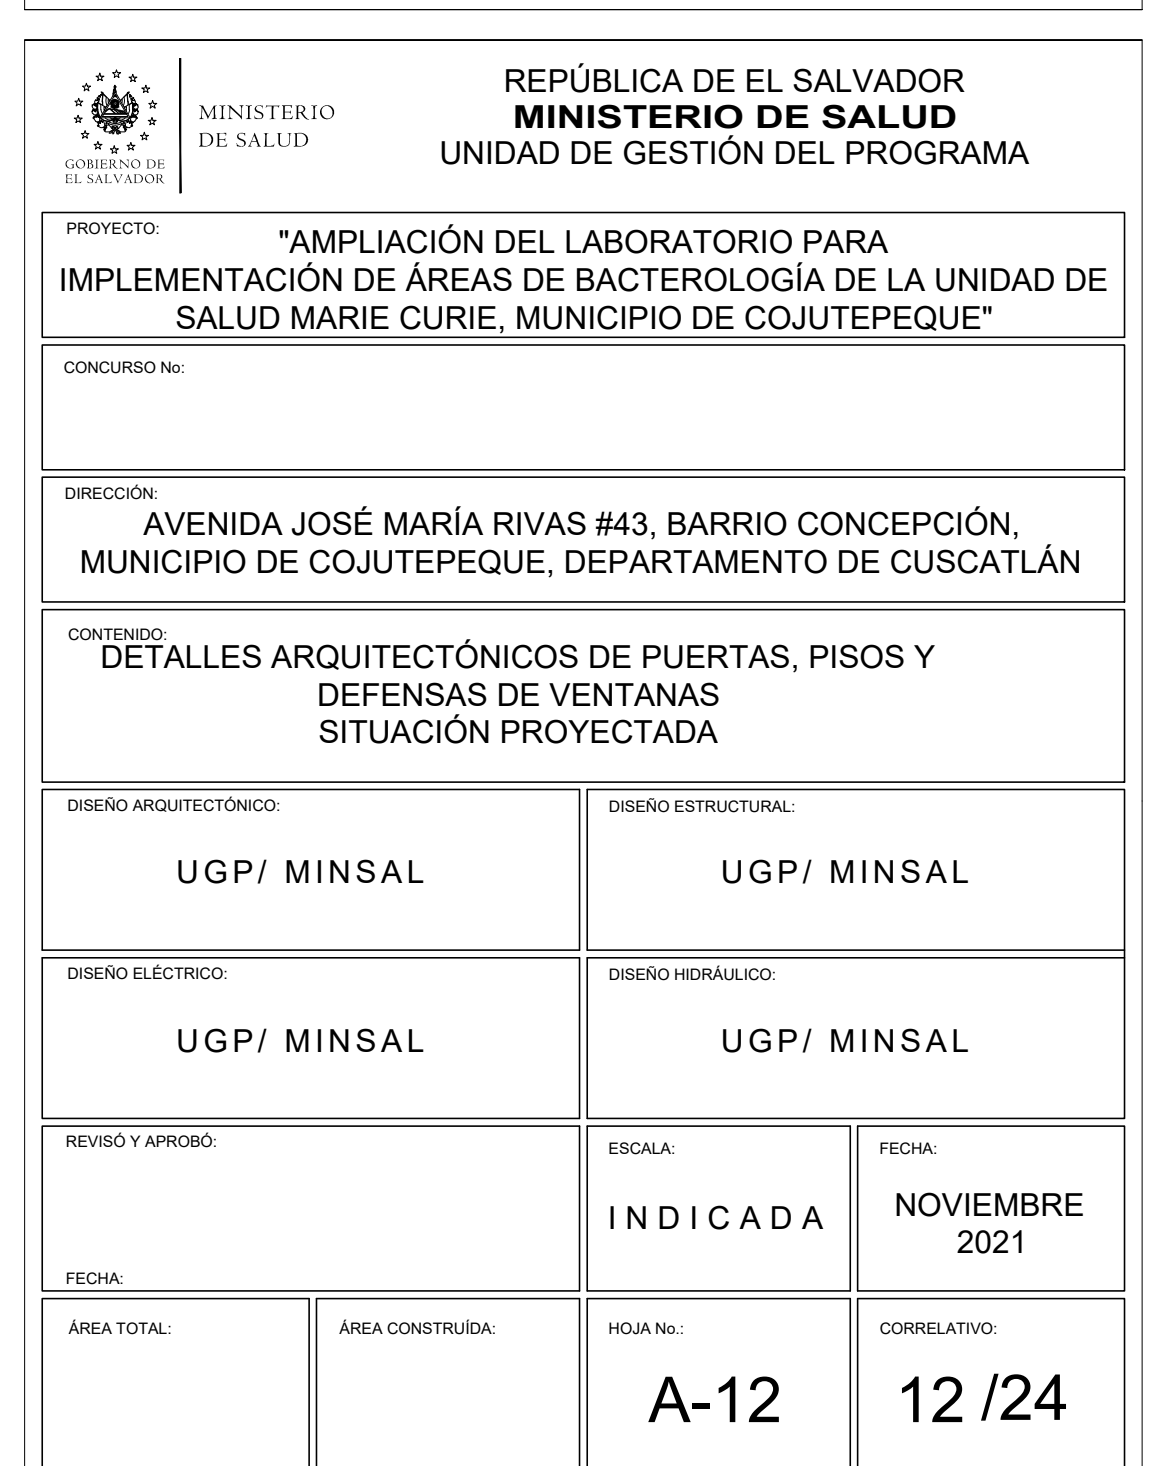 GOBIERNO DE
EL SALVADOR
MINISTERIO
DE SALUD
REPÚBLICA DE EL SALVADOR
MINISTERIO DE SALUD
UNIDAD DE GESTIÓN DEL PROGRAMA
PROYECTO:
"AMPLIACIÓN DEL LABORATORIO PARA
IMPLEMENTACIÓN DE ÁREAS DE BACTEROLOGÍA DE LA UNIDAD DE
SALUD MARIE CURIE, MUNICIPIO DE COJUTEPEQUE"
CONCURSO No:
DIRECCIÓN:
AVENIDA JOSÉ MARÍA RIVAS #43, BARRIO CONCEPCIÓN,
MUNICIPIO DE COJUTEPEQUE, DEPARTAMENTO DE CUSCATLÁN
CONTENIDO:
DETALLES ARQUITECTÓNICOS DE PUERTAS, PISOS Y
DEFENSAS DE VENTANAS
SITUACIÓN PROYECTADA
DISEÑO ARQUITECTÓNICO:
UGP/ MINSAL
DISEÑO ESTRUCTURAL:
UGP/ MINSAL
DISEÑO ELÉCTRICO:
UGP/ MINSAL
DISEÑO HIDRÁULICO:
UGP/ MINSAL
REVISÓ Y APROBÓ:
FECHA:
ESCALA:
INDICADA
FECHA:
NOVIEMBRE
2021
ÁREA TOTAL:
ÁREA CONSTRUÍDA:
HOJA No.:
A-12
CORRELATIVO:
12 /24